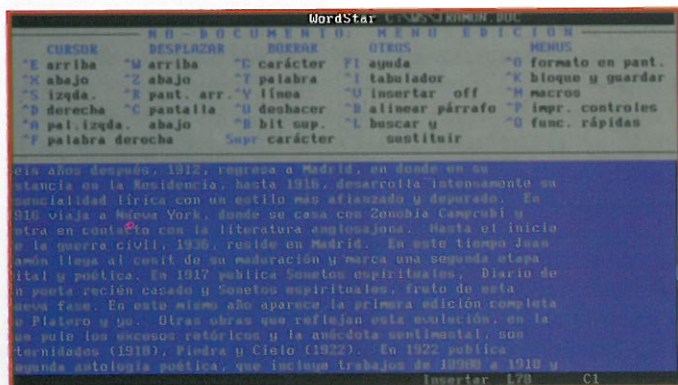 WordStar C:\WS\JRAMON.DOC
NO-DOCUMENTO: MENU EDICION
CURSOR DESPLAZAR BORRAR OTROS MENUS
^E arriba ^W arriba ^G carácter F1 ayuda ^O formato en pant.
^X abajo ^Z abajo ^T palabra ^I tabulador ^K bloque y guardar
^S izqda. ^R pant. arr. ^Y línea ^V insertar off ^M macros
^D derecha ^C pantalla ^U deshacer ^B alinear párrafo ^P impr. controles
^A pal.izqda. abajo ^B bit sup. ^L buscar y ^Q func. rápidas
^F palabra derecha Supr carácter sustituir
eis años después, 1912, regresa a Madrid, en donde en su
stancia en la Residencia, hasta 1916, desarrolla intensamente su
sencialidad lírica con un estilo más afianzado y depurado. En
916 viaja a Nueva York, donde se casa con Zenobia Camprubí y
ntra en contacto con la literatura anglosajona. Hasta el inicio
e la guerra civil, 1936, reside en Madrid. En este tiempo Juan
amón llega al cenit de su maduración y marca una segunda etapa
ital y poética. En 1917 publica Sonetos espirituales, Diario de
n poeta recién casado y Sonetos espirituales, fruto de esta
ueva fase. En este mismo año aparece la primera edición completa
e Platero y yo. Otras obras que reflejan esta evolución, en la
ue pule los excesos retóricos y la anécdota sentimental, son
ternidades (1918), Piedra y Cielo (1922). En 1922 publica
egunda antología poética, que incluye trabajos de a 1918 y
Insertar L78 C1